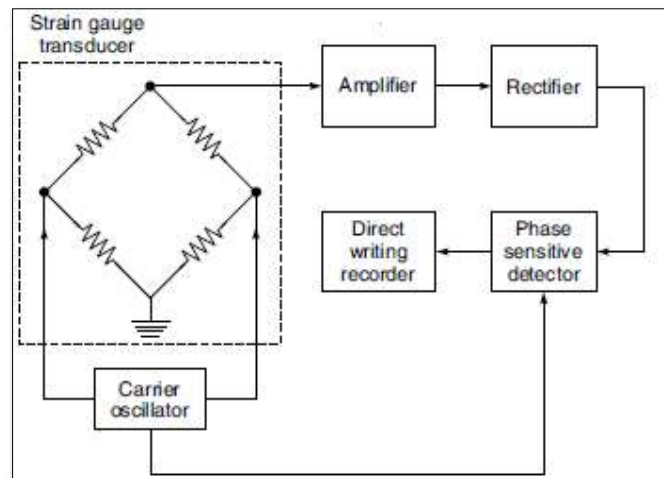 Strain gauge
transducer
Amplifier
Rectifier
Direct
writing
recorder
Phase
sensitive
detector
Carrier
oscillator